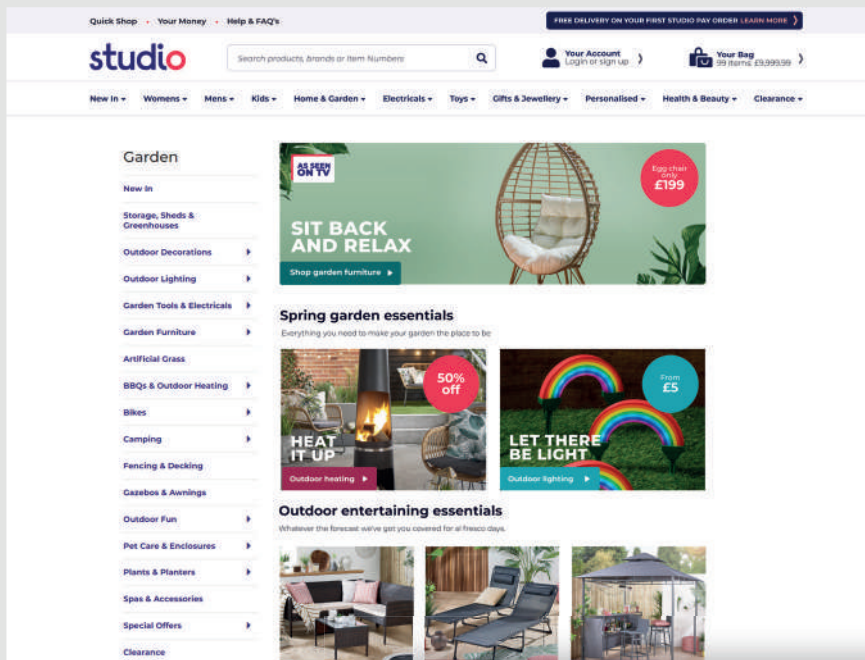 Quick Shop • Your Money • Help & FAQ's
FREE DELIVERY ON YOUR FIRST STUDIO PAY ORDER LEARN MORE
studio
Search products, brands or Item Numbers
Your Account
Login or sign up
Your Bag
99 items £9,999.99
New In Womens Mens Kids Home & Garden Electricals Toys Gifts & Jewellery Personalised Health & Beauty Clearance
Garden
New In
Storage, Sheds &
Greenhouses
Outdoor Decorations
Outdoor Lighting
Garden Tools & Electricals
Garden Furniture
Artificial Grass
BBQs & Outdoor Heating
Bikes
Camping
Fencing & Decking
Gazebos & Awnings
Outdoor Fun
Pet Care & Enclosures
Plants & Planters
Spas & Accessories
Special Offers
Clearance
AS SEEN
ON TV
SIT BACK
AND RELAX
Shop garden furniture
Egg chair
only
£199
Spring garden essentials
Everything you need to make your garden the place to be
50%
off
HEAT
IT UP
Outdoor heating
From
£5
LET THERE
BE LIGHT
Outdoor lighting
Outdoor entertaining essentials
Whatever the forecast we've got you covered for al fresco days.